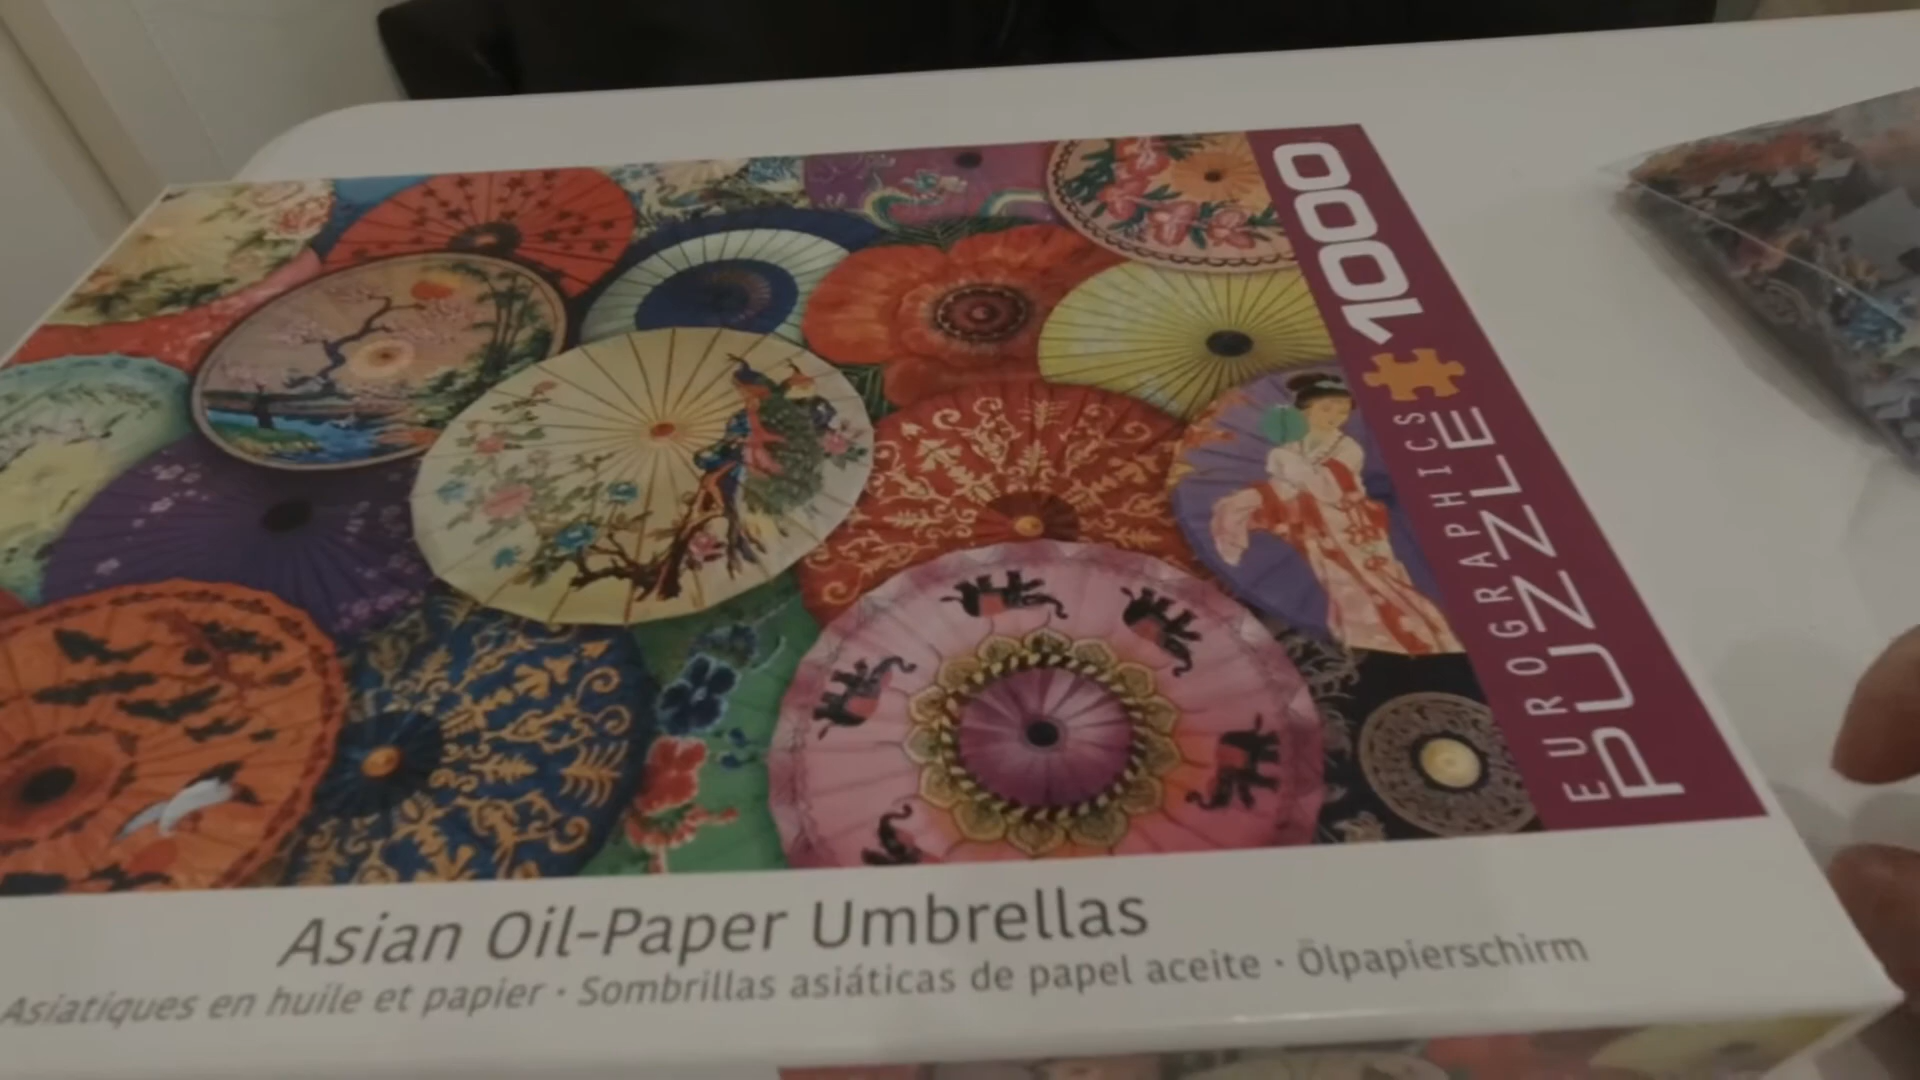 1000
EUROGRAPHICS
PUZZLE
Asian Oil-Paper Umbrellas
Asiatiques en huile et papier · Sombrillas asiáticas de papel aceite · Ölpapierschirm